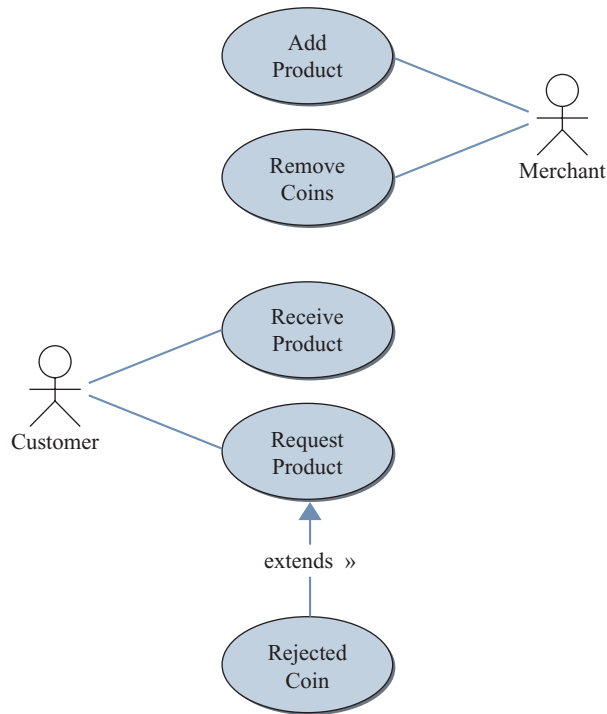 Add
Product
Remove
Coins
Merchant
Receive
Product
Customer
Request
Product
extends »
Rejected
Coin